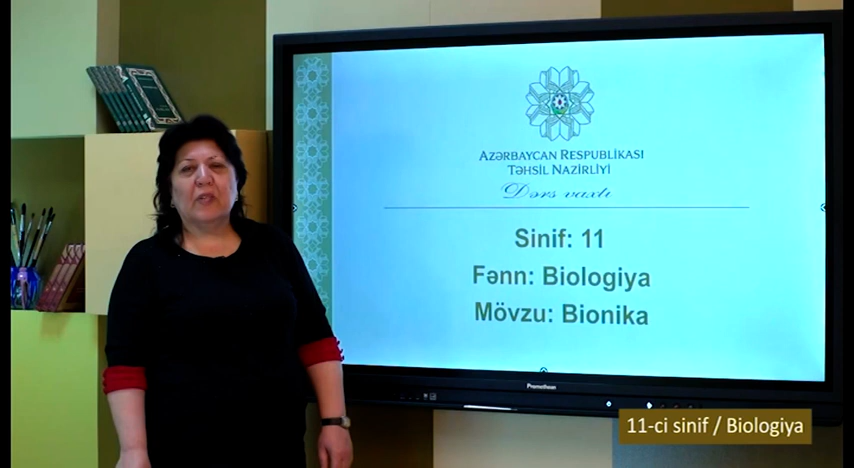 AZƏRBAYCAN RESPUBLİKASI
TƏHSİL NAZİRLİYİ
Dərs vaxtı
Sinif: 11
Fənn: Biologiya
Mövzu: Bionika
Promethean
11-ci sinif / Biologiya